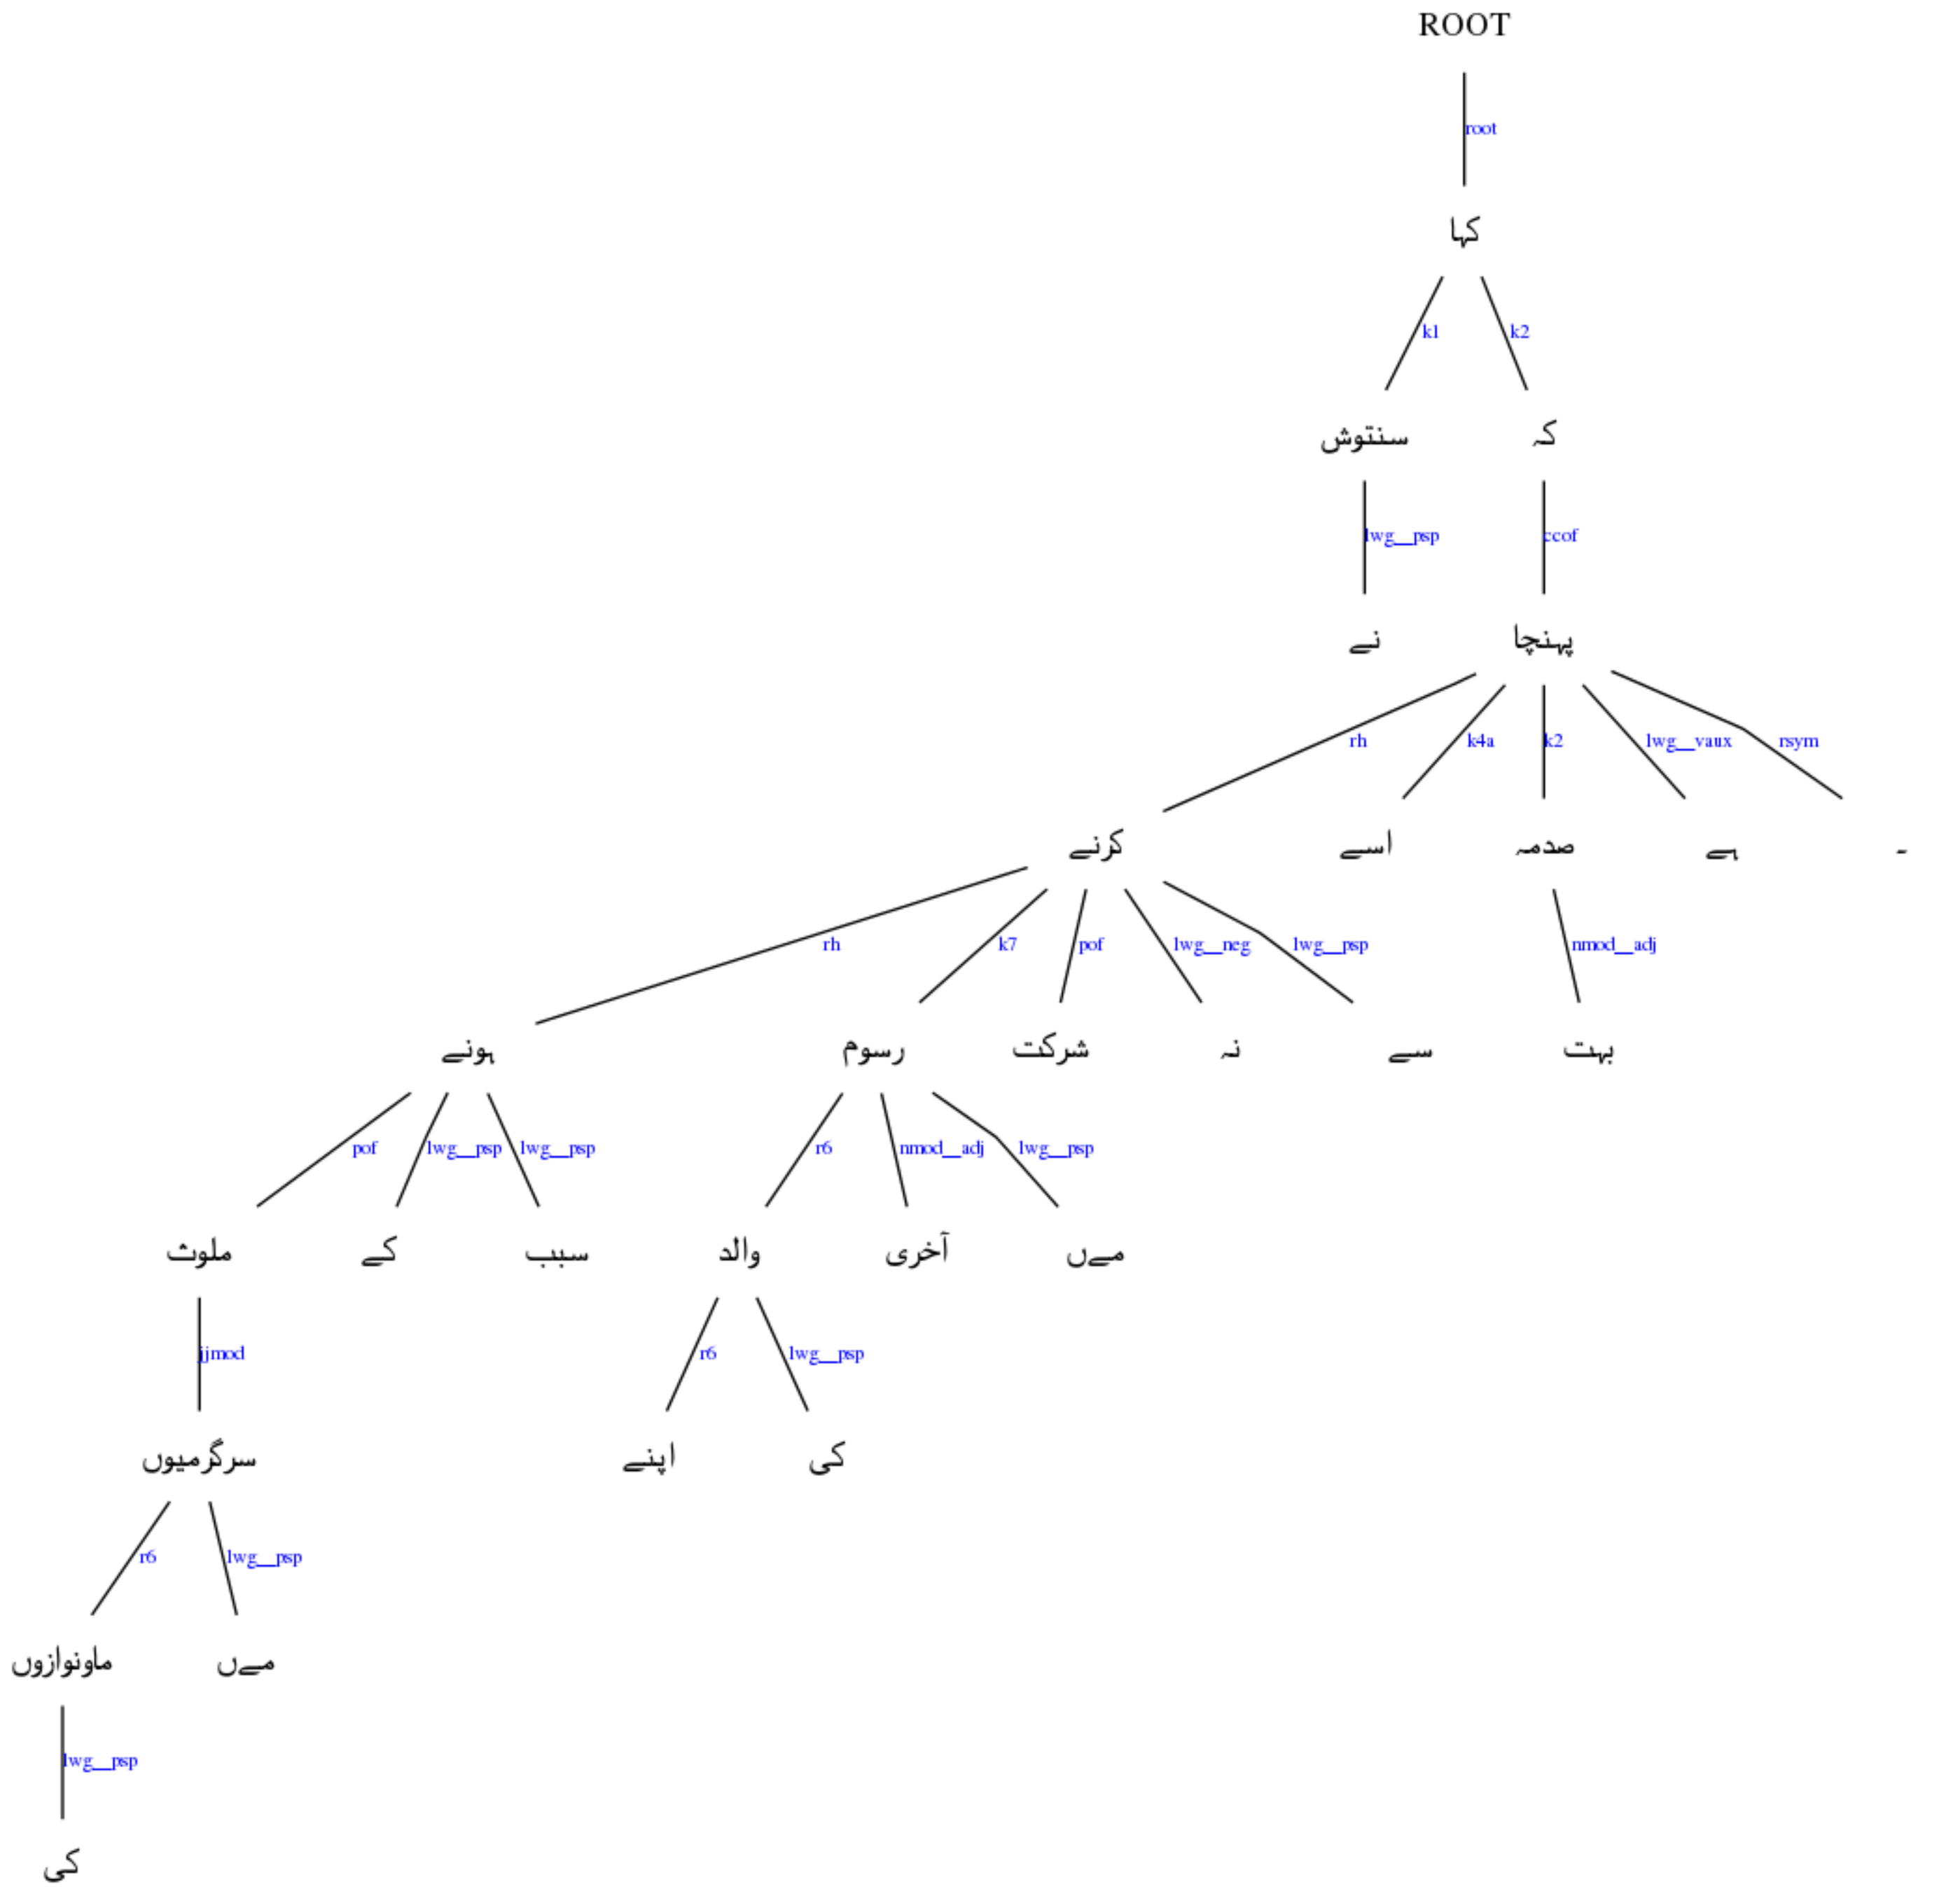 ROOT
root
کہا
k1 k2
سنتوش کہ
lwg__psp ccof
نے پہنچا
rh k4a k2 lwg__vaux rsym
کرنے اسے صدمہ ہے ۔
rh k7 pof lwg__neg lwg__psp nmod__adj
ہونے رسوم شرکت نہ سے بہت
pof lwg__psp lwg__psp r6 nmod__adj lwg__psp
ملوث کے سبب والد آخری مےں
jjmod r6 lwg__psp
سرگرمیوں اپنے کی
r6 lwg__psp
ماونوازوں مےں
lwg__psp
کی